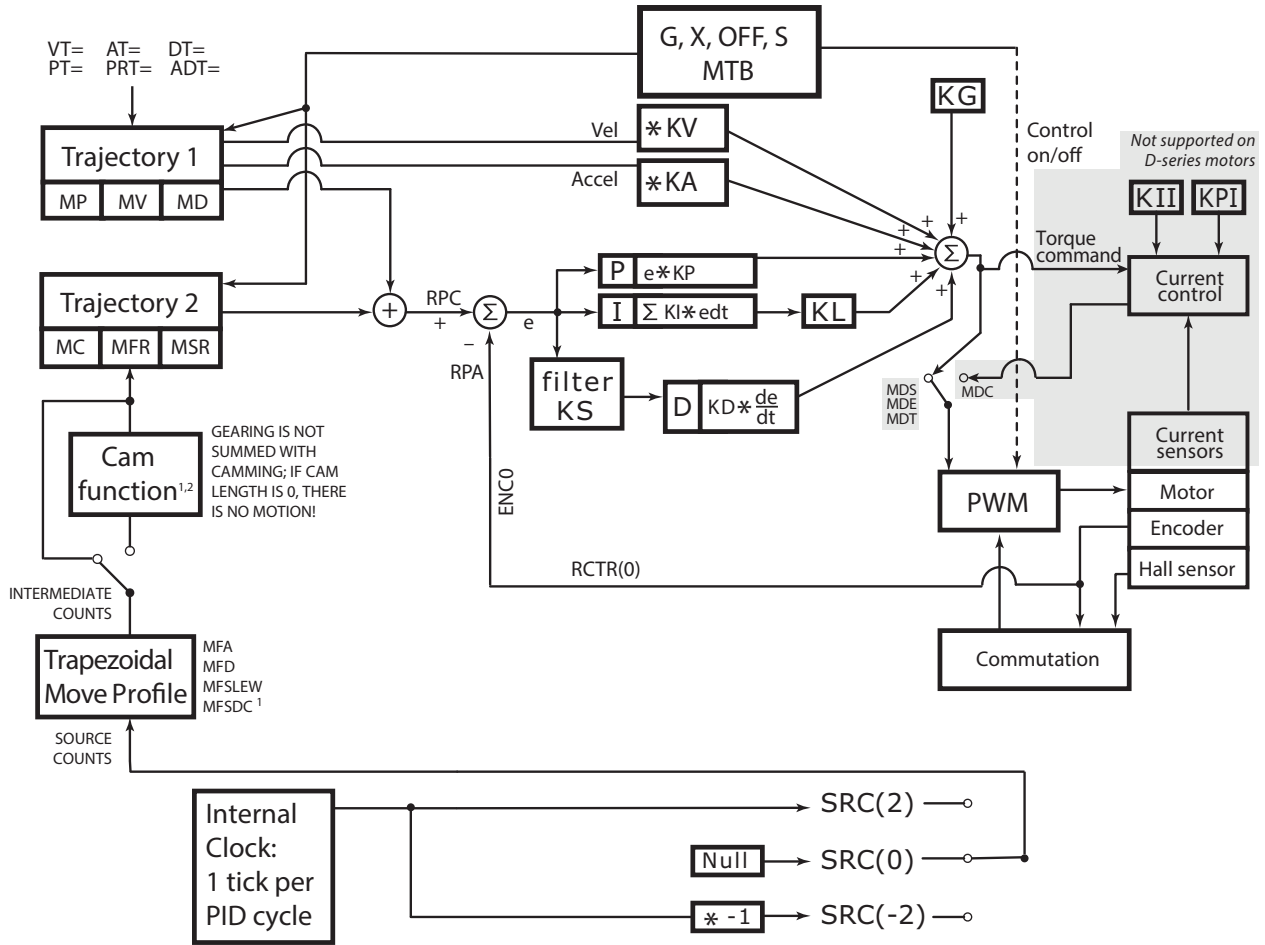 VT= AT= DT=
PT= PRT= ADT=
G, X, OFF, S
MTB
KG
Control
on/off
Not supported on
D-series motors
Trajectory 1
MP MV MD
Vel
*KV
Accel
*KA
KII KPI
+ + + + + +
Σ
Torque
command
Current
control
Trajectory 2
MC MFR MSR
+
RPC
+
Σ
−
RPA
e
P e*KP
I Σ KI*edt
KL
filter
KS
D KD* de
dt
MDS
MDE
MDT
MDC
Current
sensors
Motor
Encoder
Hall sensor
PWM
Cam
function1,2
GEARING IS NOT
SUMMED WITH
CAMMING; IF CAM
LENGTH IS 0, THERE
IS NO MOTION!
ENC0
RCTR(0)
INTERMEDIATE
COUNTS
Commutation
Trapezoidal
Move Profile
MFA
MFD
MFSLEW
MFSDC 1
SOURCE
COUNTS
Internal
Clock:
1 tick per
PID cycle
SRC(2)
Null
SRC(0)
* -1
SRC(-2)